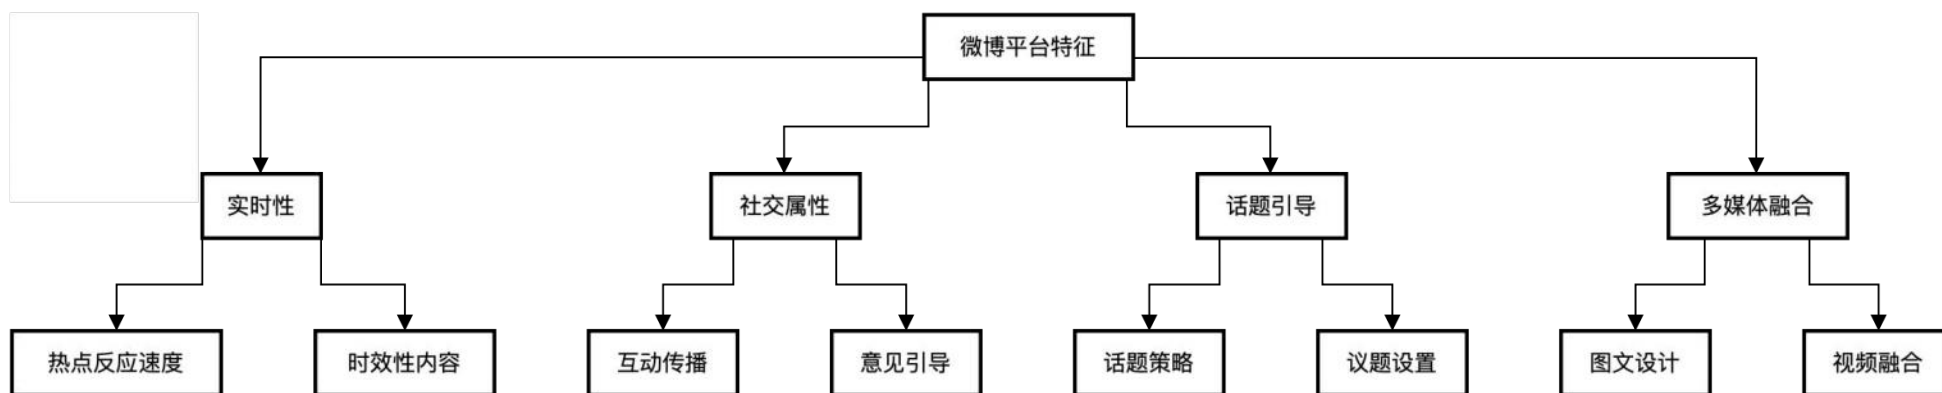 微博平台特征
实时性
社交属性
话题引导
多媒体融合
热点反应速度
时效性内容
互动传播
意见引导
话题策略
议题设置
图文设计
视频融合